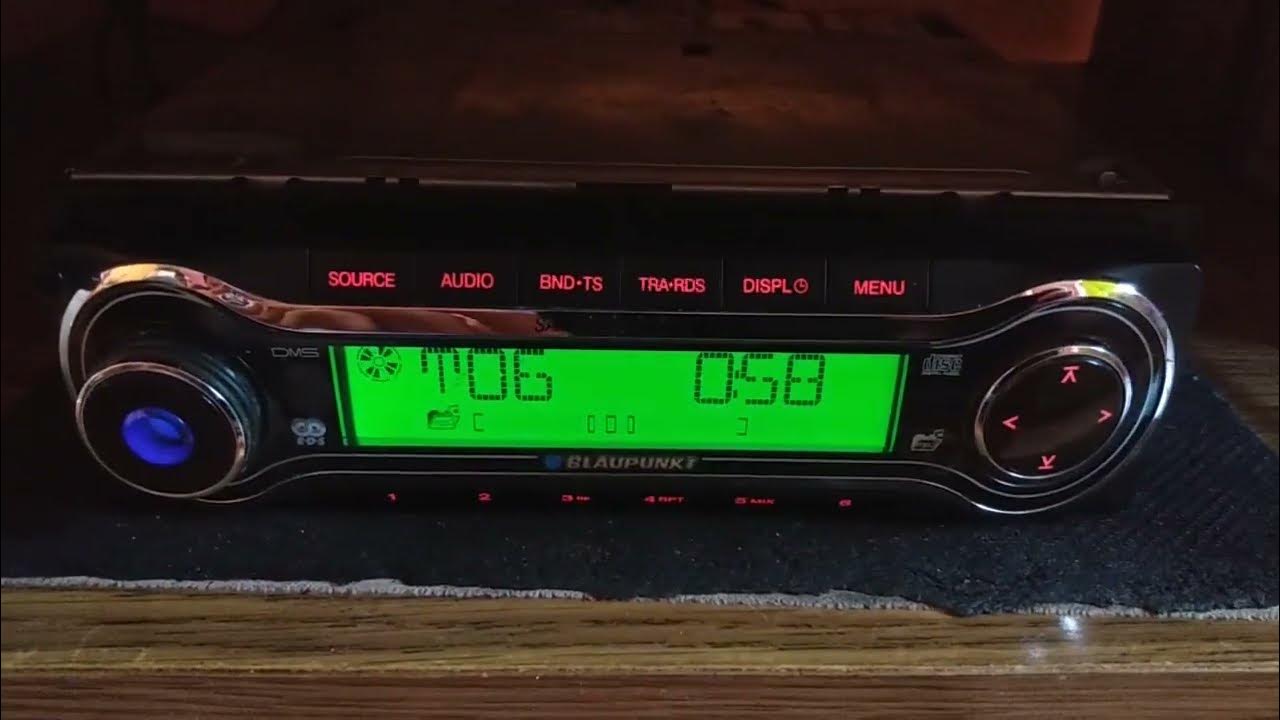 SOURCE AUDIO BND•TS TRA•RDS DISPL MENU
DMS
T06 0:58
disc
BLAUPUNKT
1 2 3 4 RPT 5 MIX 6